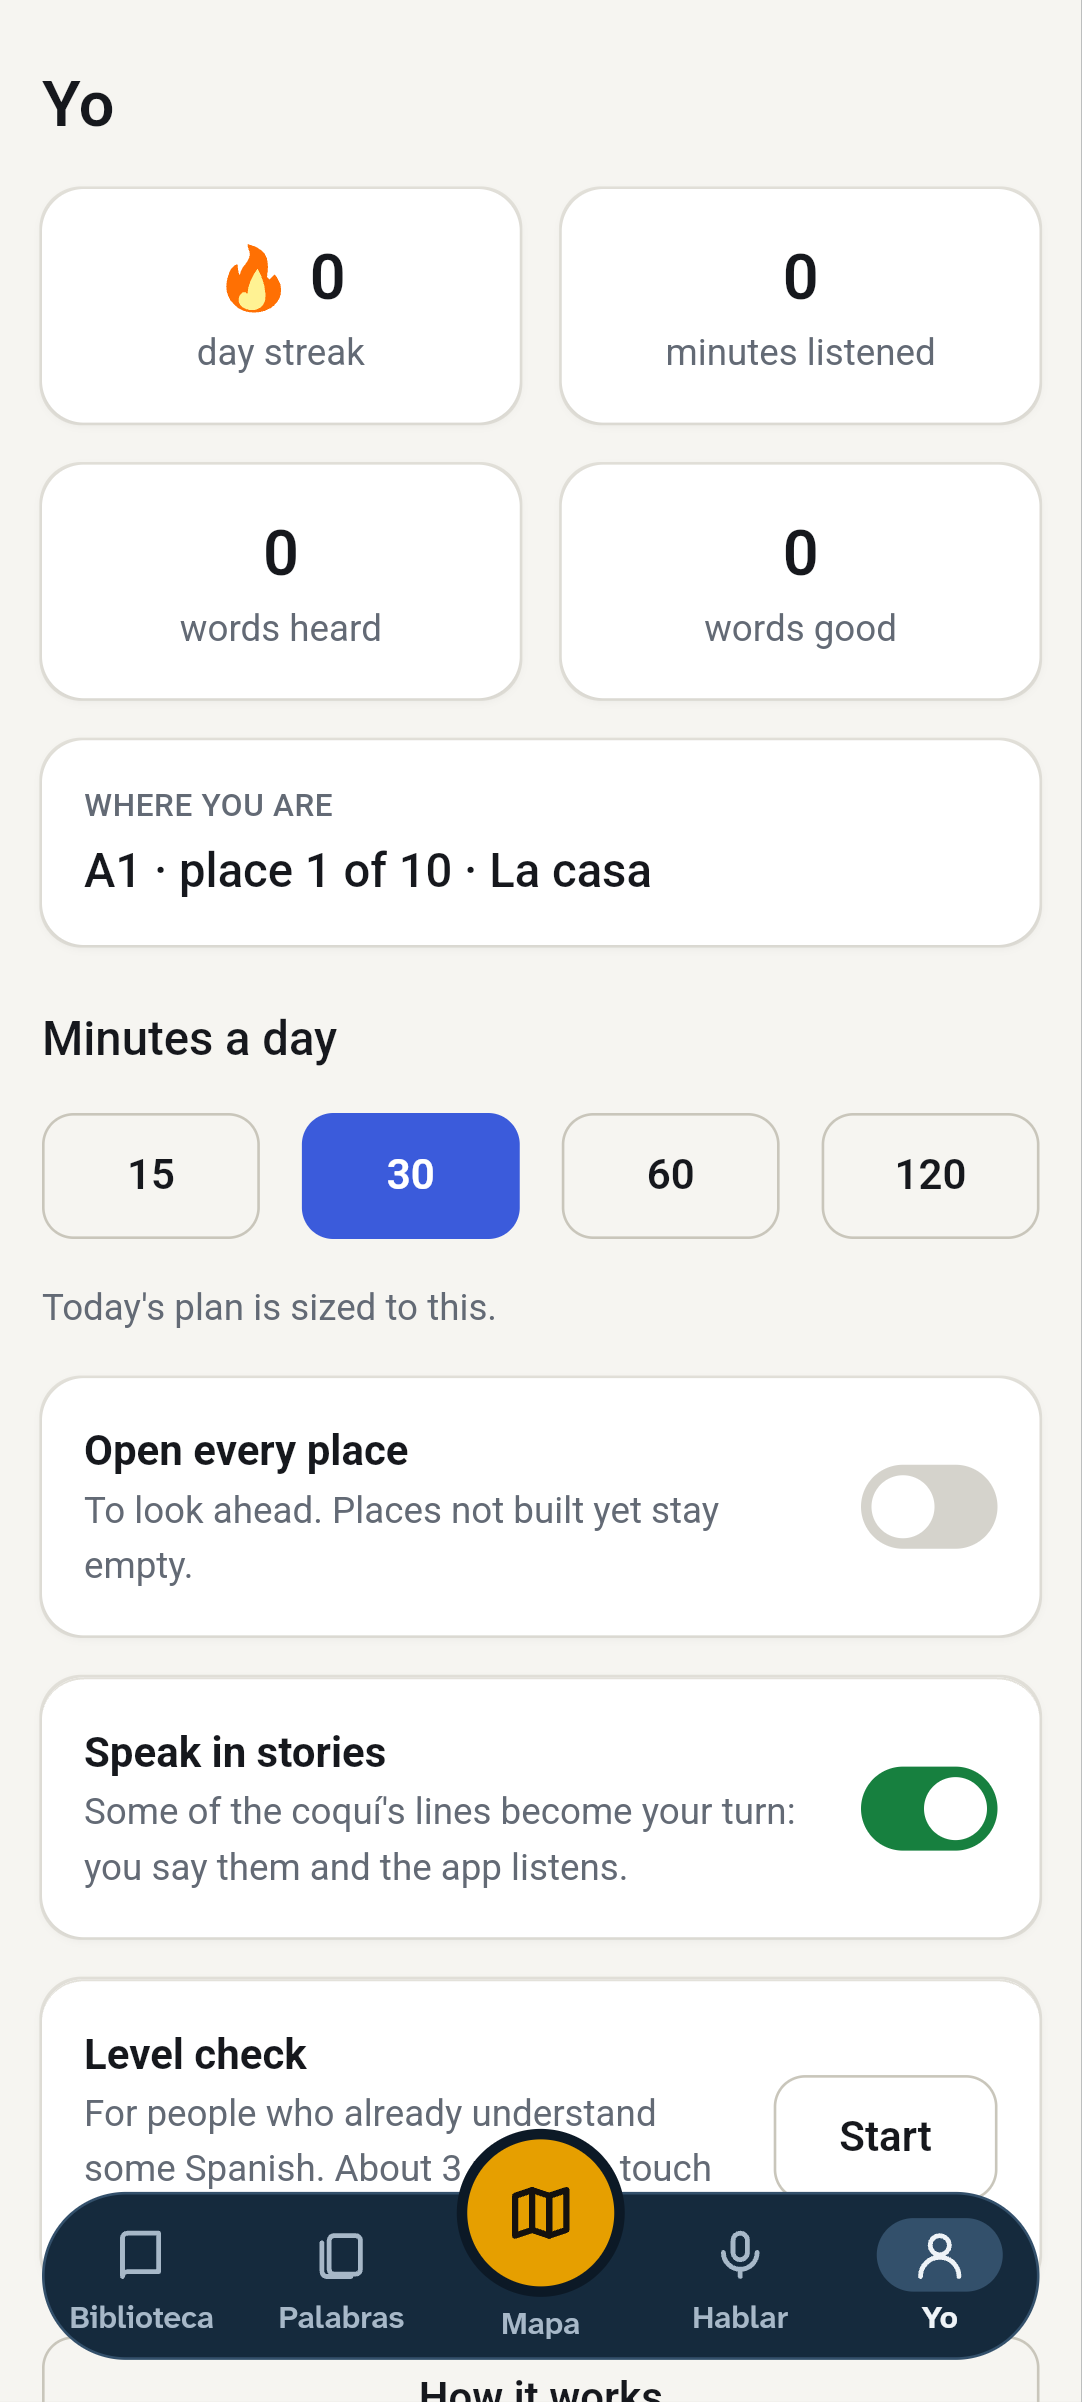 Yo
🔥 0
day streak
0
minutes listened
0
words heard
0
words good
WHERE YOU ARE
A1 · place 1 of 10 · La casa
Minutes a day
15
30
60
120
Today's plan is sized to this.
Open every place
To look ahead. Places not built yet stay
empty.
Speak in stories
Some of the coquí's lines become your turn:
you say them and the app listens.
Level check
For people who already understand
some Spanish. About 3 touch
Start
Biblioteca
Palabras
Mapa
Hablar
Yo
How it works